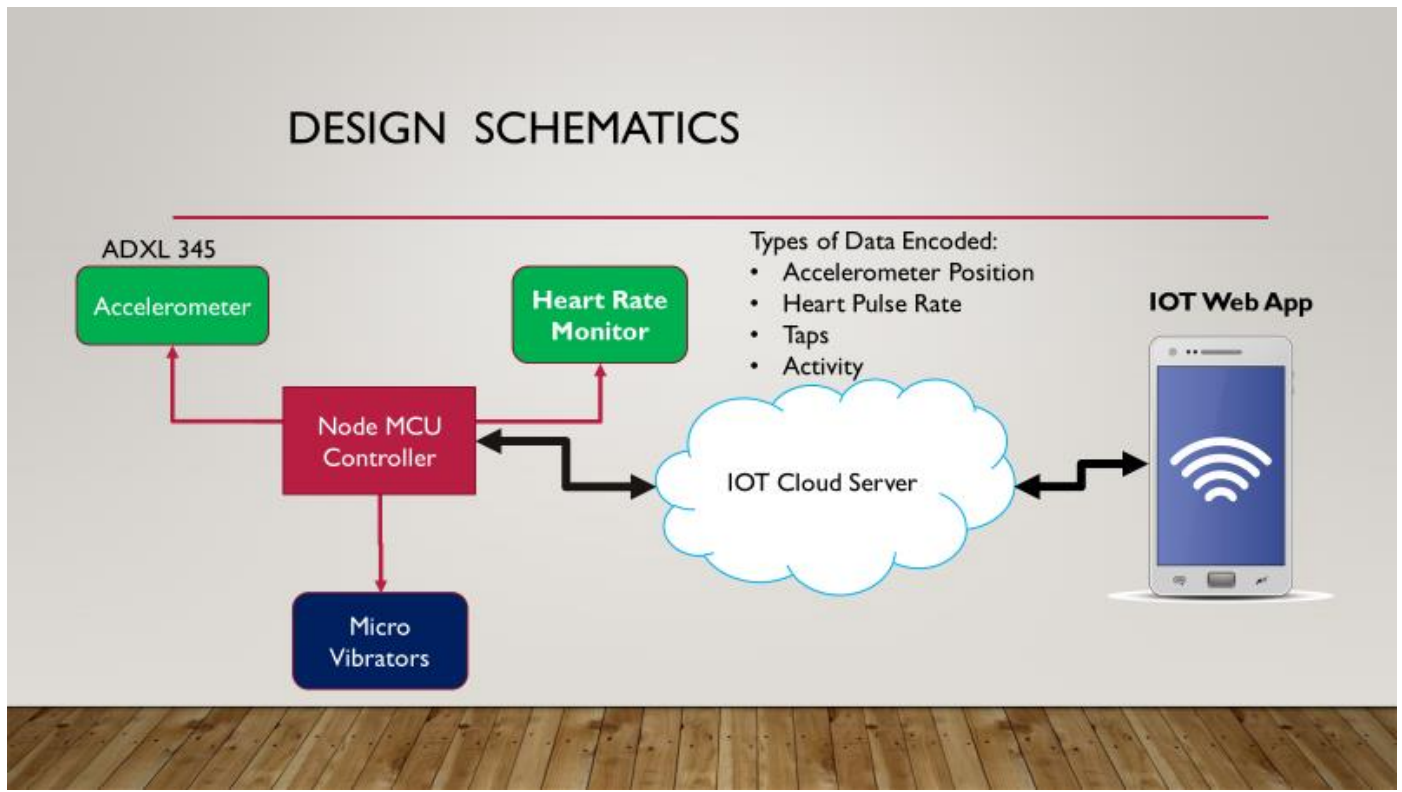 DESIGN SCHEMATICS
ADXL 345
Accelerometer
Heart Rate
Monitor
Node MCU
Controller
Micro
Vibrators
Types of Data Encoded:
• Accelerometer Position
• Heart Pulse Rate
• Taps
• Activity
IOT Cloud Server
IOT Web App